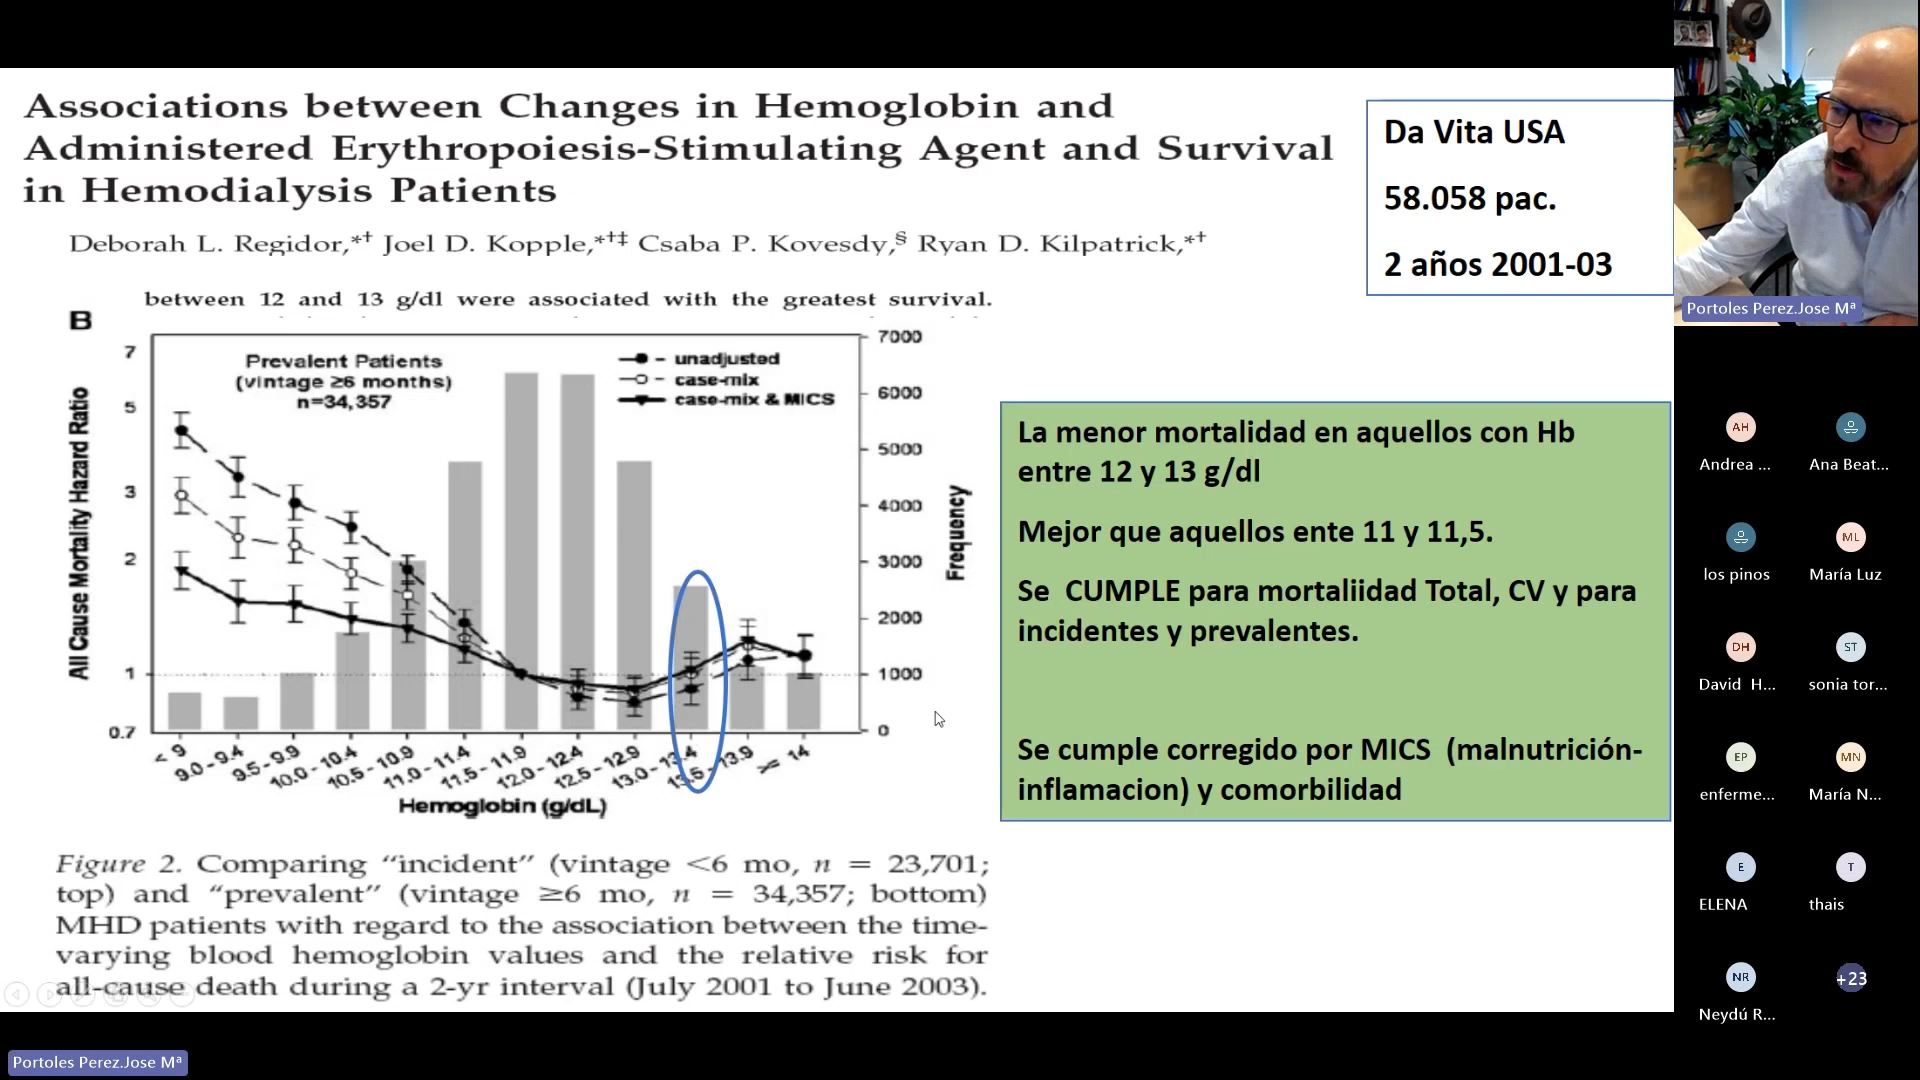 Associations between Changes in Hemoglobin and
Administered Erythropoiesis-Stimulating Agent and Survival
in Hemodialysis Patients
Deborah L. Regidor,*† Joel D. Kopple,*†‡ Csaba P. Kovesdy,§ Ryan D. Kilpatrick,*†
between 12 and 13 g/dl were associated with the greatest survival.
B
Prevalent Patients
(vintage ≥6 months)
n=34,357
unadjusted
case-mix
case-mix & MICS
All Cause Mortality Hazard Ratio
7
5
3
2
1
0.7
7000
6000
5000
4000
3000
2000
1000
0
Frequency
< 9
9.0 - 9.4
9.5 - 9.9
10.0 - 10.4
10.5 - 10.9
11.0 - 11.4
11.5 - 11.9
12.0 - 12.4
12.5 - 12.9
13.0 - 13.4
13.5 - 13.9
>= 14
Hemoglobin (g/dL)
Figure 2. Comparing “incident” (vintage <6 mo, n = 23,701;
top) and “prevalent” (vintage ≥6 mo, n = 34,357; bottom)
MHD patients with regard to the association between the time-
varying blood hemoglobin values and the relative risk for
all-cause death during a 2-yr interval (July 2001 to June 2003).
Da Vita USA
58.058 pac.
2 años 2001-03
La menor mortalidad en aquellos con Hb
entre 12 y 13 g/dl
Mejor que aquellos ente 11 y 11,5.
Se CUMPLE para mortaliidad Total, CV y para
incidentes y prevalentes.
Se cumple corregido por MICS (malnutrición-
inflamacion) y comorbilidad
Portoles Perez.Jose Mª
AH
Andrea ...
Ana Beat...
los pinos
ML
María Luz
DH
David H...
ST
sonia tor...
EP
enferme...
MN
María N...
E
ELENA
T
thais
NR
Neydú R...
+23
Portoles Perez.Jose Mª